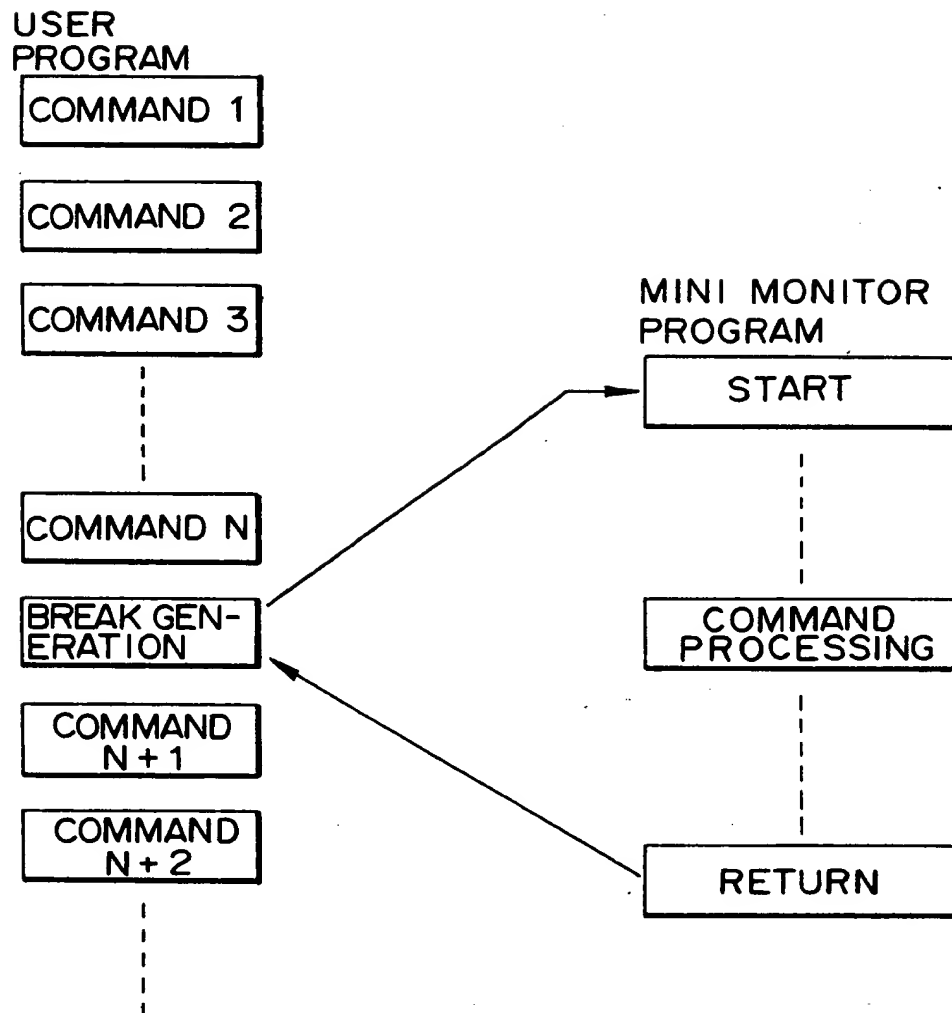 USER
PROGRAM
COMMAND 1
COMMAND 2
COMMAND 3
COMMAND N
BREAK GEN-
ERATION
COMMAND
N+1
COMMAND
N+2
MINI MONITOR
PROGRAM
START
COMMAND
PROCESSING
RETURN